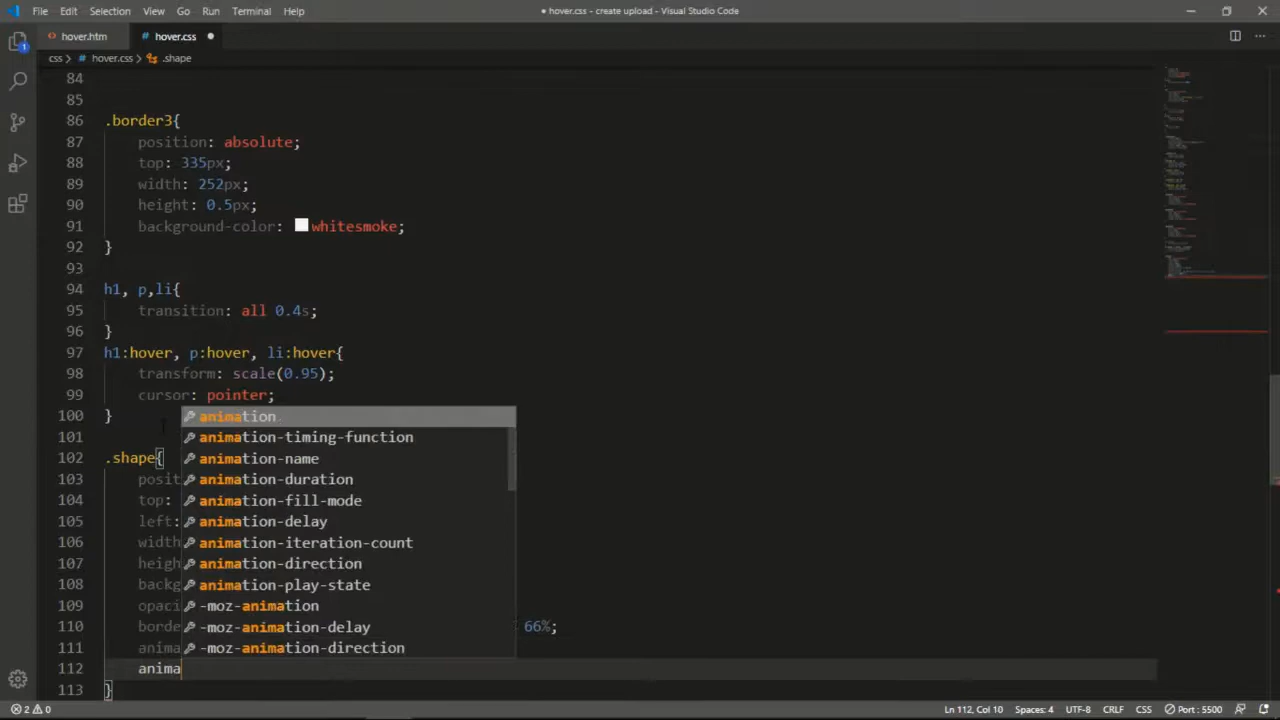 File Edit Selection View Go Run Terminal Help
● hover.css - create upload - Visual Studio Code
1
hover.htm
# hover.css
css > # hover.css > .shape
84
85
86 .border3{
87 position: absolute;
88 top: 335px;
89 width: 252px;
90 height: 0.5px;
91 background-color: whitesmoke;
92 }
93
94 h1, p,li{
95 transition: all 0.4s;
96 }
97 h1:hover, p:hover, li:hover{
98 transform: scale(0.95);
99 cursor: pointer;
100 }
animation
101
animation-timing-function
102 .shape{
animation-name
103 posit
animation-duration
104 top:
animation-fill-mode
105 left:
animation-delay
106 width
animation-iteration-count
107 heigh
animation-direction
108 backg
animation-play-state
109 opaci
-moz-animation
110 borde
-moz-animation-delay
66%;
111 anima
-moz-animation-direction
112 anima
113 }
2 0
Ln 112, Col 10 Spaces: 4 UTF-8 CRLF CSS Port : 5500